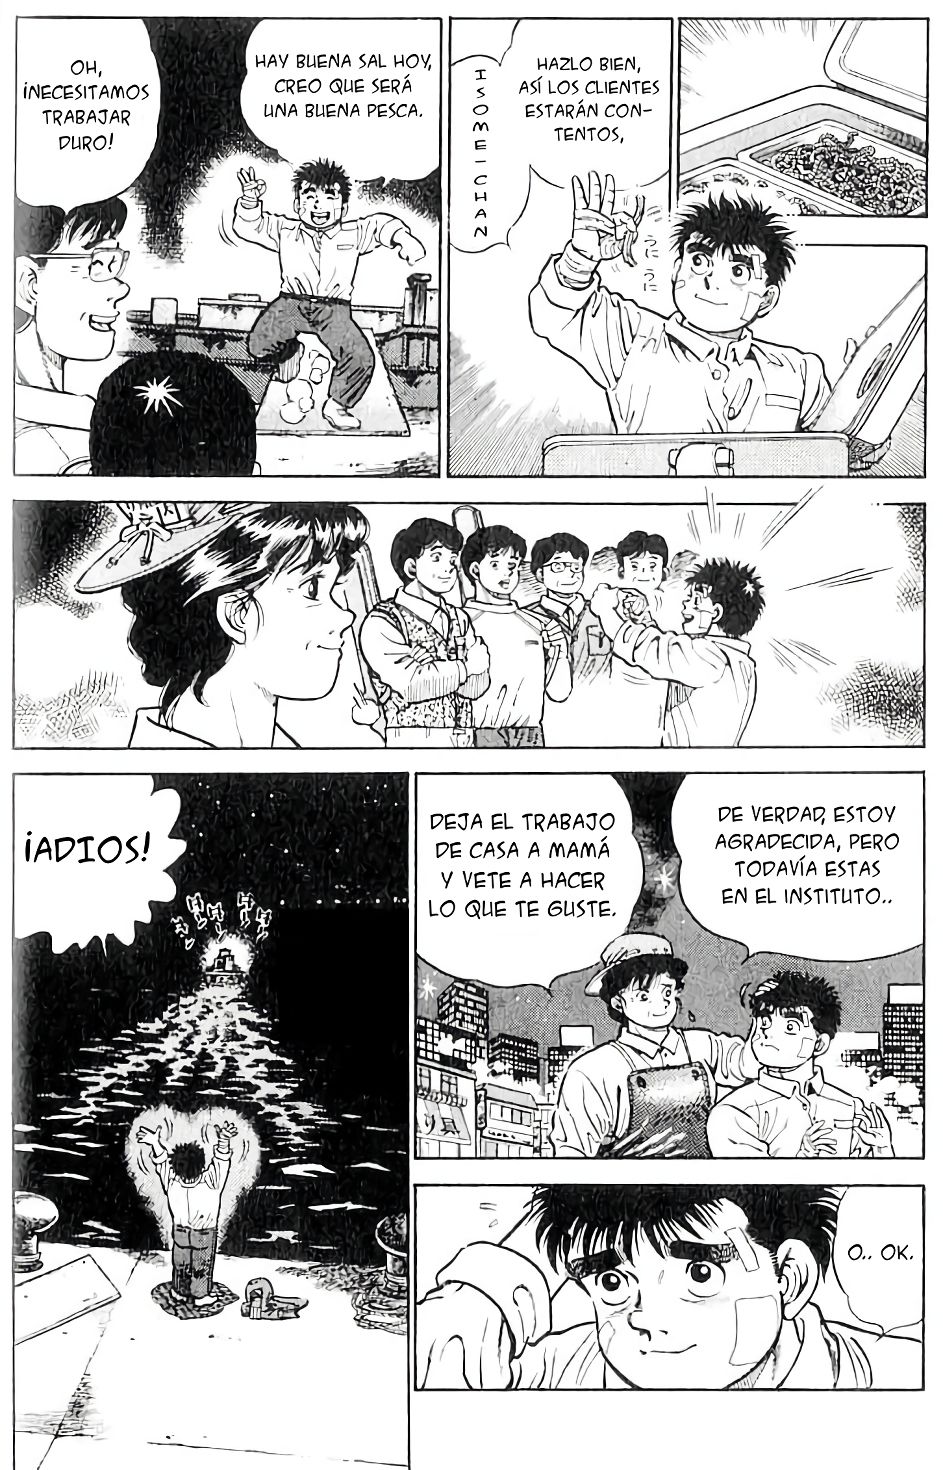 HAZLO BIEN,
ASÍ LOS CLIENTES
ESTARÁN CON-
TENTOS,
ISOME-CHAN
HAY BUENA SAL HOY,
CREO QUE SERÁ
UNA BUENA PESCA.
OH,
¡NECESITAMOS
TRABAJAR
DURO!
DE VERDAD, ESTOY
AGRADECIDA, PERO
TODAVÍA ESTAS
EN EL INSTITUTO..
DEJA EL TRABAJO
DE CASA A MAMÁ
Y VETE A HACER
LO QUE TE GUSTE.
O.. OK.
¡ADIOS!